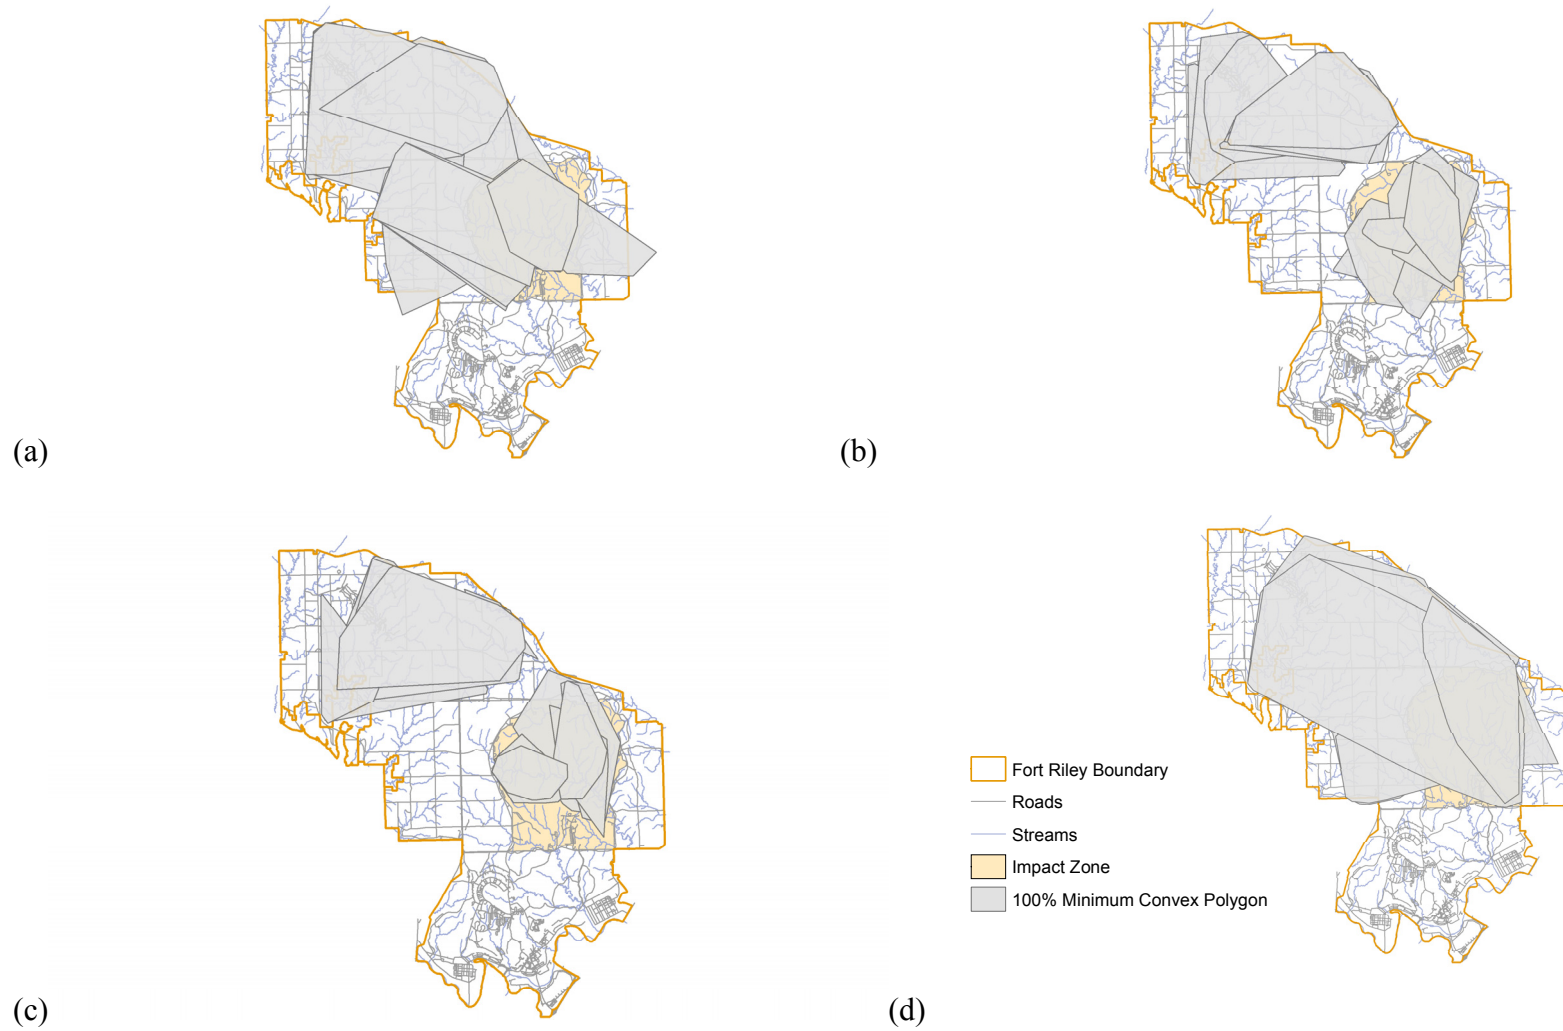 (a)
(b)
Fort Riley Boundary
Roads
Streams
Impact Zone
100% Minimum Convex Polygon
(c)
(d)